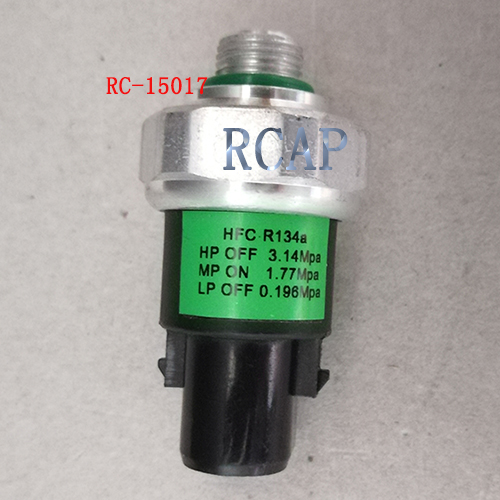 RC-15017
RCAP
HFC-R134a
HP OFF 3.14Mpa
MP ON 1.77Mpa
LP OFF 0.196Mpa